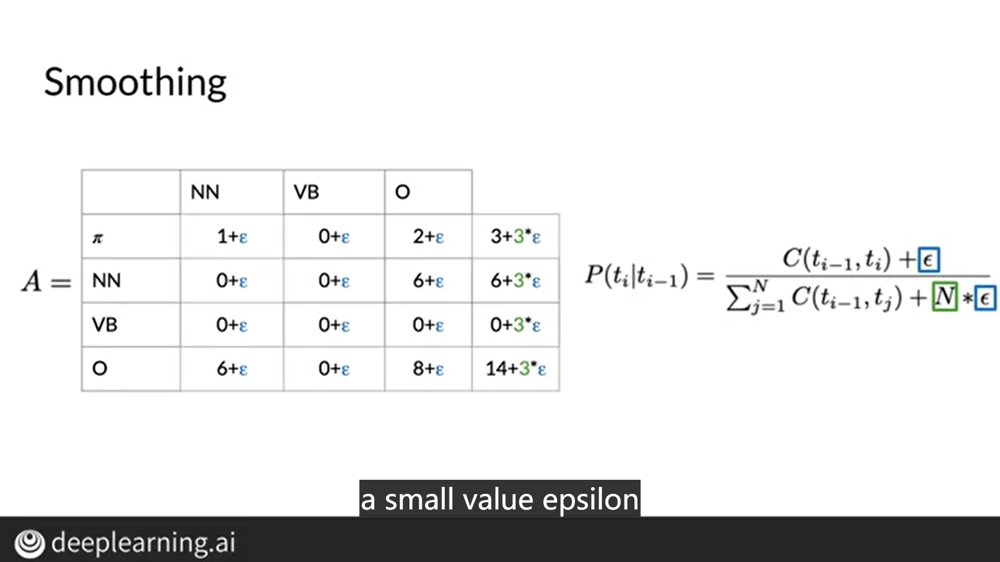 Smoothing
NN VB O
π 1+ε 0+ε 2+ε 3+3*ε
NN 0+ε 0+ε 6+ε 6+3*ε
VB 0+ε 0+ε 0+ε 0+3*ε
O 6+ε 0+ε 8+ε 14+3*ε
A =
P(t_i|t_{i−1}) = \frac{C(t_{i−1}, t_i) + ϵ}{\sum_{j=1}^{N} C(t_{i−1}, t_j) + N * ϵ}
a small value epsilon
deeplearning.ai